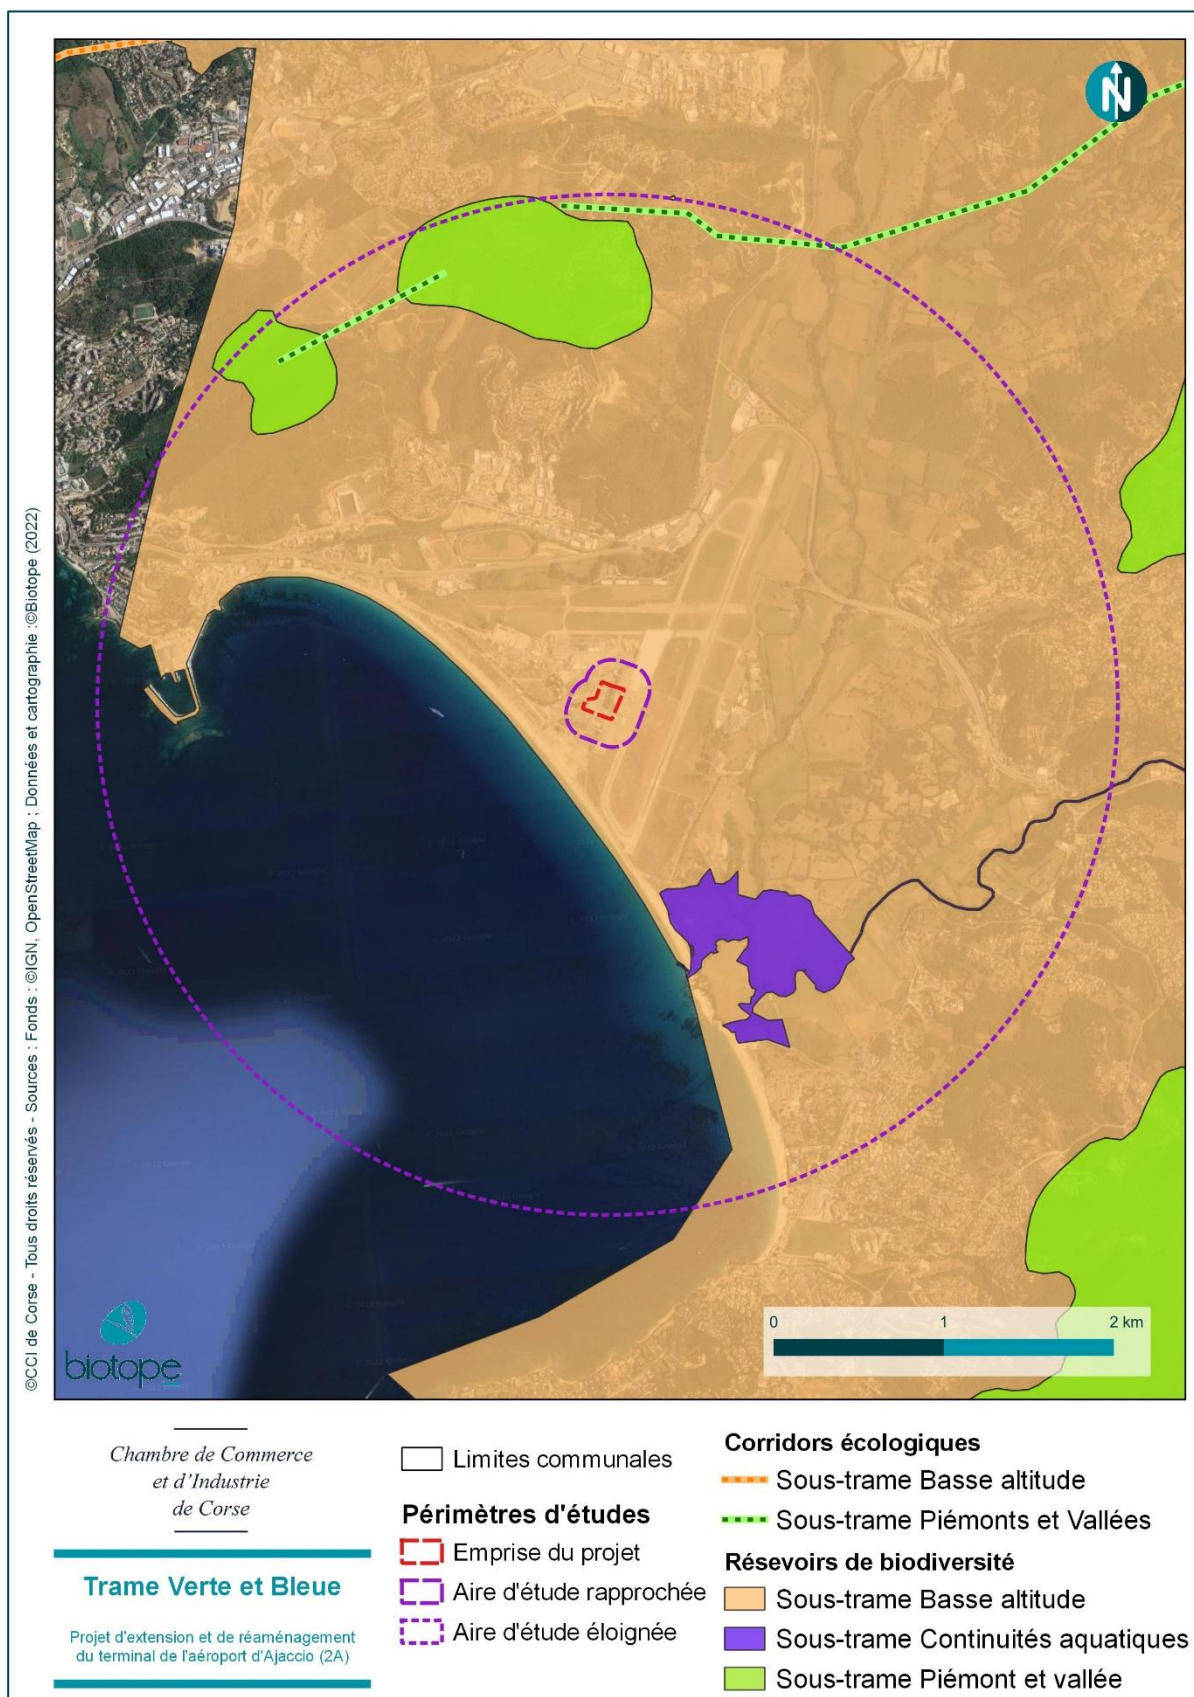 N
©CCI de Corse - Tous droits réservés - Sources : Fonds : ©IGN, OpenStreetMap ; Données et cartographie :©Biotope (2022)
0 1 2 km
biotope
Chambre de Commerce
et d'Industrie
de Corse
Trame Verte et Bleue
Projet d'extension et de réaménagement
du terminal de l'aéroport d'Ajaccio (2A)
Limites communales
Périmètres d'études
Emprise du projet
Aire d'étude rapprochée
Aire d'étude éloignée
Corridors écologiques
Sous-trame Basse altitude
Sous-trame Piémonts et Vallées
Résevoirs de biodiversité
Sous-trame Basse altitude
Sous-trame Continuités aquatiques
Sous-trame Piémont et vallée